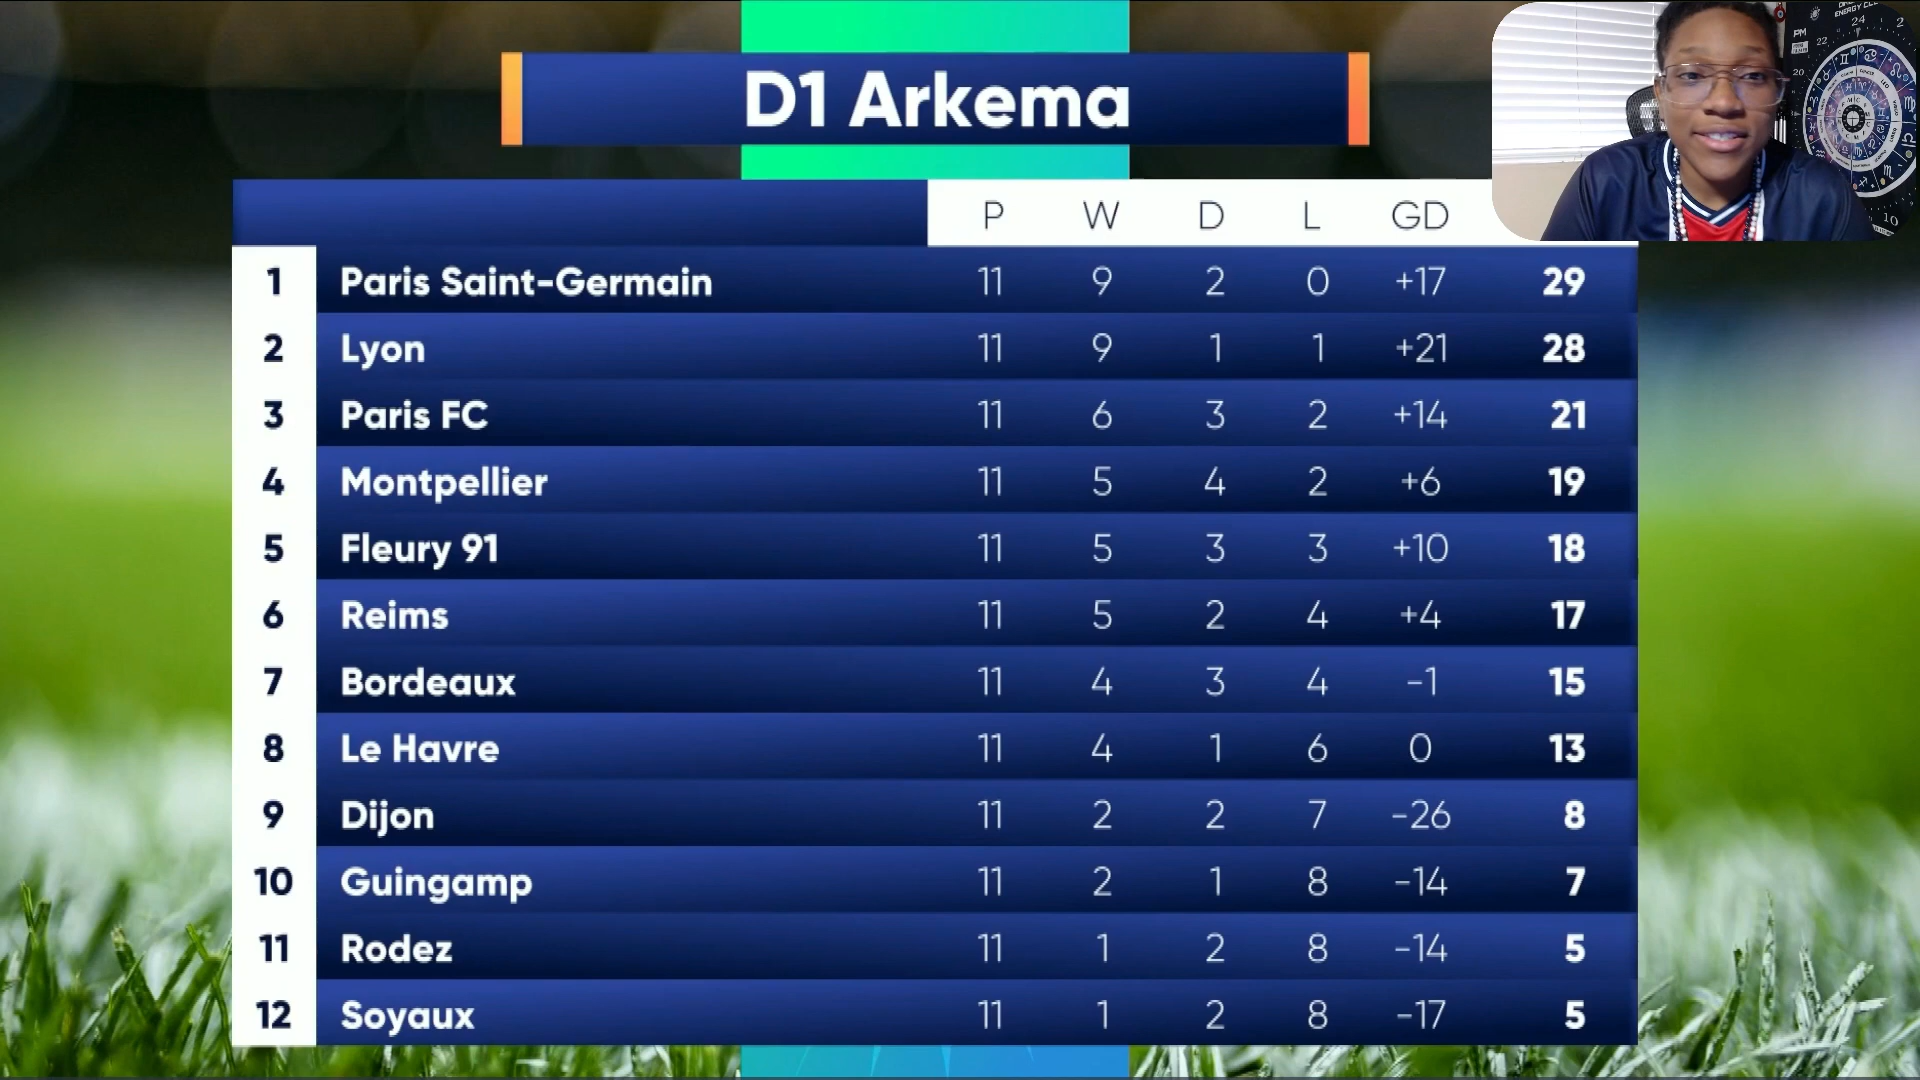 D1 Arkema
P W D L GD
1 Paris Saint-Germain 11 9 2 0 +17 29
2 Lyon 11 9 1 1 +21 28
3 Paris FC 11 6 3 2 +14 21
4 Montpellier 11 5 4 2 +6 19
5 Fleury 91 11 5 3 3 +10 18
6 Reims 11 5 2 4 +4 17
7 Bordeaux 11 4 3 4 -1 15
8 Le Havre 11 4 1 6 0 13
9 Dijon 11 2 2 7 -26 8
10 Guingamp 11 2 1 8 -14 7
11 Rodez 11 1 2 8 -14 5
12 Soyaux 11 1 2 8 -17 5
PM
24
22
20
10